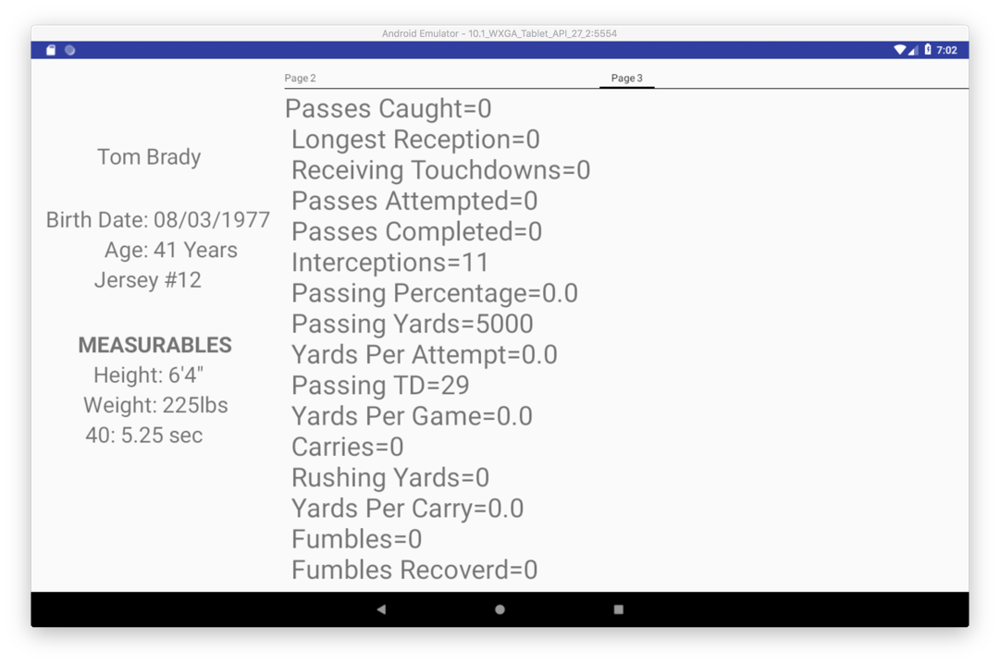 Android Emulator - 10.1_WXGA_Tablet_API_27_2:5554
7:02
Page 2
Page 3
Tom Brady
Birth Date: 08/03/1977
Age: 41 Years
Jersey #12
MEASURABLES
Height: 6'4"
Weight: 225lbs
40: 5.25 sec
Passes Caught=0
Longest Reception=0
Receiving Touchdowns=0
Passes Attempted=0
Passes Completed=0
Interceptions=11
Passing Percentage=0.0
Passing Yards=5000
Yards Per Attempt=0.0
Passing TD=29
Yards Per Game=0.0
Carries=0
Rushing Yards=0
Yards Per Carry=0.0
Fumbles=0
Fumbles Recoverd=0